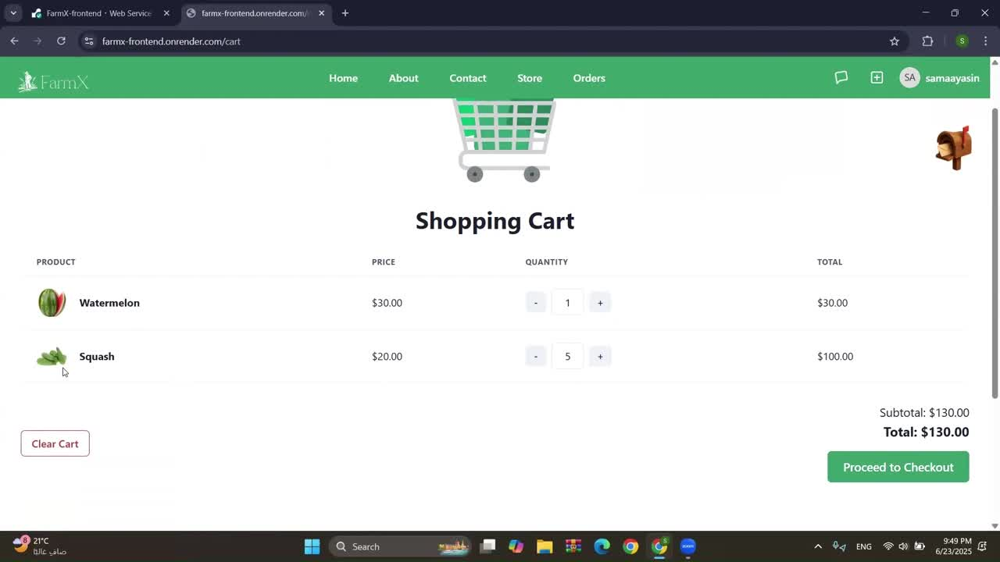 FarmX-frontend · Web Service
farmx-frontend.onrender.com/
farmx-frontend.onrender.com/cart
S
FarmX
Home
About
Contact
Store
Orders
SA
samaayasin
Shopping Cart
PRODUCT
PRICE
QUANTITY
TOTAL
Watermelon
$30.00
- 1 +
$30.00
Squash
$20.00
- 5 +
$100.00
Subtotal: $130.00
Total: $130.00
Clear Cart
Proceed to Checkout
8
21°C
صافي غالبًا
Search
S
zoom
ENG
9:49 PM
6/23/2025